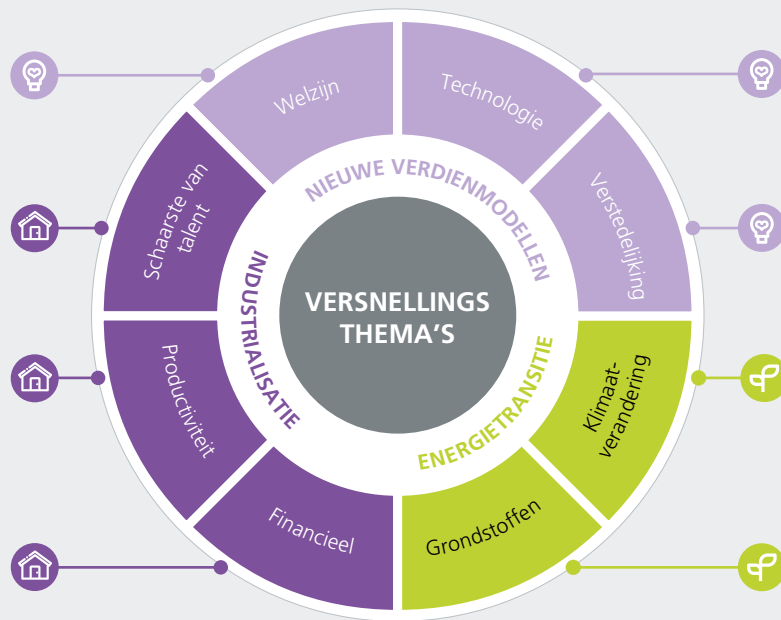 Welzijn
Technologie
Verstedelijking
Klimaat-
verandering
Grondstoffen
Financieel
Productiviteit
Schaarste van
talent
NIEUWE VERDIENMODELLEN
ENERGIETRANSITIE
INDUSTRIALISATIE
VERSNELLINGS
THEMA'S